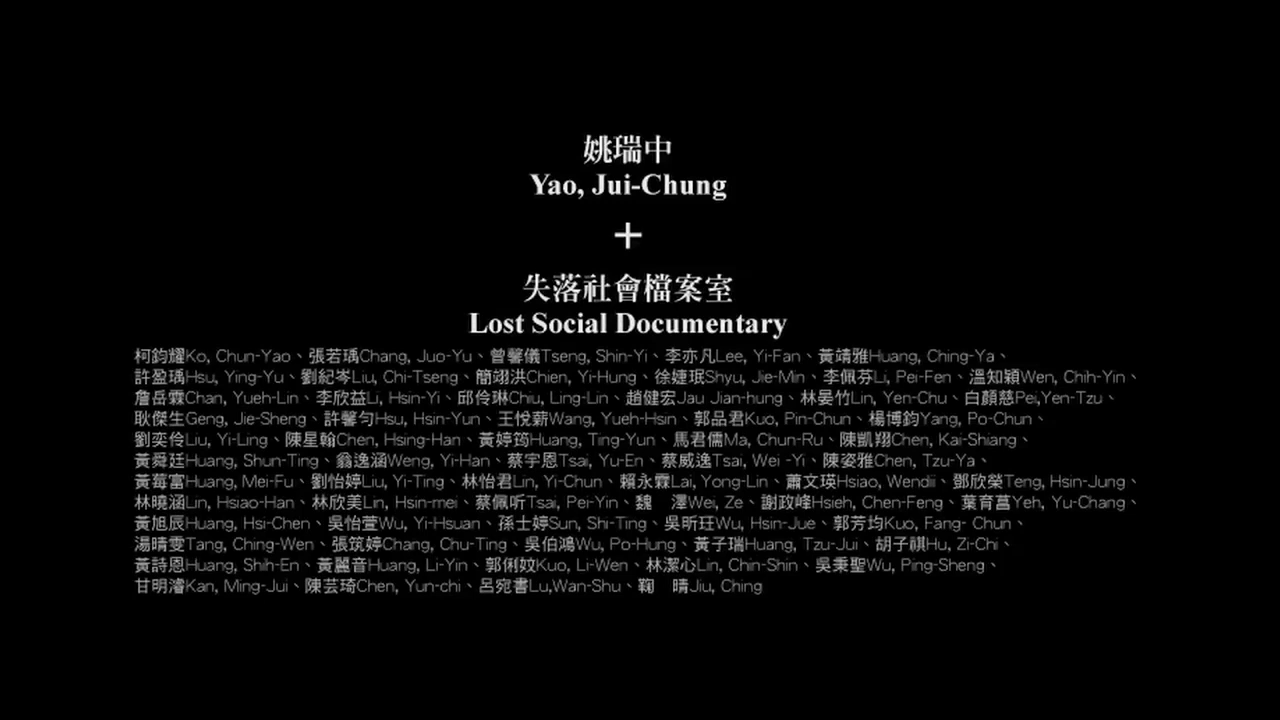 姚瑞中
Yao, Jui-Chung
+
失落社會檔案室
Lost Social Documentary
柯鈞耀Ko, Chun-Yao、張若瑀Chang, Juo-Yu、曾馨儀Tseng, Shin-Yi、李亦凡Lee, Yi-Fan、黃靖雅Huang, Ching-Ya、
許盈瑀Hsu, Ying-Yu、劉紀岑Liu, Chi-Tseng、簡翊洪Chien, Yi-Hung、徐婕珉Shyu, Jie-Min、李佩芬Li, Pei-Fen、溫知穎Wen, Chih-Yin、
詹岳霖Chan, Yueh-Lin、李欣益Li, Hsin-Yi、邱伶琳Chiu, Ling-Lin、趙健宏Jau Jian-hung、林晏竹Lin, Yen-Chu、白顏慈Pei,Yen-Tzu、
耿傑生Geng, Jie-Sheng、許馨勻Hsu, Hsin-Yun、王悅薪Wang, Yueh-Hsin、郭品君Kuo, Pin-Chun、楊博鈞Yang, Po-Chun、
劉奕伶Liu, Yi-Ling、陳星翰Chen, Hsing-Han、黃婷筠Huang, Ting-Yun、馬君儒Ma, Chun-Ru、陳凱翔Chen, Kai-Shiang、
黃舜廷Huang, Shun-Ting、翁逸涵Weng, Yi-Han、蔡宇恩Tsai, Yu-En、蔡威逸Tsai, Wei -Yi、陳姿雅Chen, Tzu-Ya、
黃莓富Huang, Mei-Fu、劉怡婷Liu, Yi-Ting、林怡君Lin, Yi-Chun、賴永霖Lai, Yong-Lin、蕭文瑛Hsiao, Wendii、鄧欣榮Teng, Hsin-Jung、
林曉涵Lin, Hsiao-Han、林欣美Lin, Hsin-mei、蔡佩听Tsai, Pei-Yin、魏　澤Wei, Ze、謝政峰Hsieh, Chen-Feng、葉育菖Yeh, Yu-Chang、
黃旭辰Huang, Hsi-Chen、吳怡萱Wu, Yi-Hsuan、孫士婷Sun, Shi-Ting、吳昕玨Wu, Hsin-Jue、郭芳均Kuo, Fang- Chun、
湯晴雯Tang, Ching-Wen、張筑婷Chang, Chu-Ting、吳伯鴻Wu, Po-Hung、黃子瑞Huang, Tzu-Jui、胡子祺Hu, Zi-Chi、
黃詩恩Huang, Shih-En、黃麗音Huang, Li-Yin、郭俐妏Kuo, Li-Wen、林潔心Lin, Chin-Shin、吳秉聖Wu, Ping-Sheng、
甘明濬Kan, Ming-Jui、陳芸琦Chen, Yun-chi、呂宛書Lu,Wan-Shu、鞠　晴Jiu, Ching